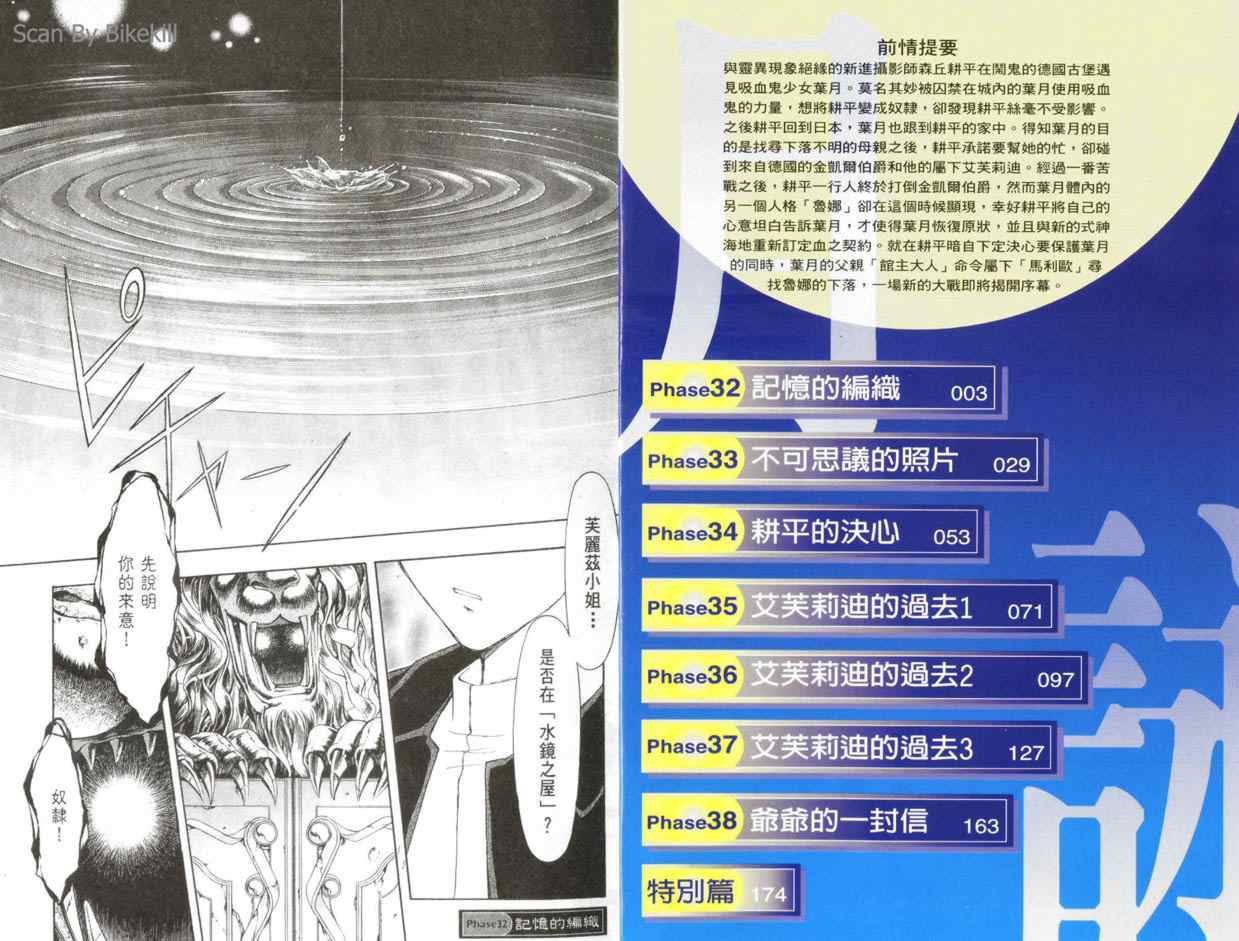 前情提要
與靈異現象絕緣的新進攝影師森丘耕平在鬧鬼的德國古堡遇
見吸血鬼少女葉月。莫名其妙被囚禁在城內的葉月使用吸血
鬼的力量,想將耕平變成奴隸,卻發現耕平絲毫不受影響。
之後耕平回到日本,葉月也跟到耕平的家中。得知葉月的目
的是找尋下落不明的母親之後,耕平承諾要幫她的忙,卻碰
到來自德國的金凱爾伯爵和他的屬下艾芙莉迪。經過一番苦
戰之後,耕平一行人終於打倒金凱爾伯爵,然而葉月體內的
另一個人格「魯娜」卻在這個時候顯現,幸好耕平將自己的
心意坦白告訴葉月,才使得葉月恢復原狀,並且與新的式神
海地重新訂定血之契約。就在耕平暗自下定決心要保護葉月
的同時,葉月的父親「館主大人」命令屬下「馬利歐」尋
找魯娜的下落,一場新的大戰即將揭開序幕。
月
詠
的
Phase32 記憶的編織 003
Phase33 不可思議的照片 029
Phase34 耕平的決心 053
Phase35 艾芙莉迪的過去1 071
Phase36 艾芙莉迪的過去2 097
Phase37 艾芙莉迪的過去3 127
Phase38 爺爺的一封信 163
特別篇 174
Scan By Bikekill
ピチャーン
芙麗茲小姐…
是否在「水鏡之屋」?
先說明
你的來意!
奴隸!
Phase32 記憶的編織